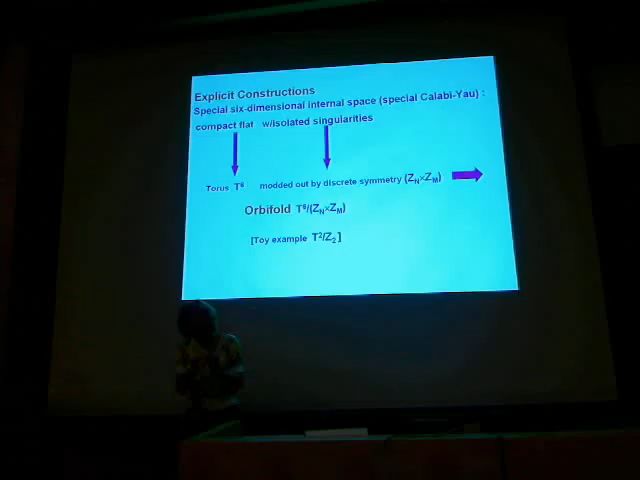 Explicit Constructions
Special six-dimensional internal space (special Calabi-Yau) :
compact flat w/isolated singularities
Torus T⁶ modded out by discrete symmetry (Z_N×Z_M)
Orbifold T⁶/(Z_N×Z_M)
[Toy example T²/Z₂]